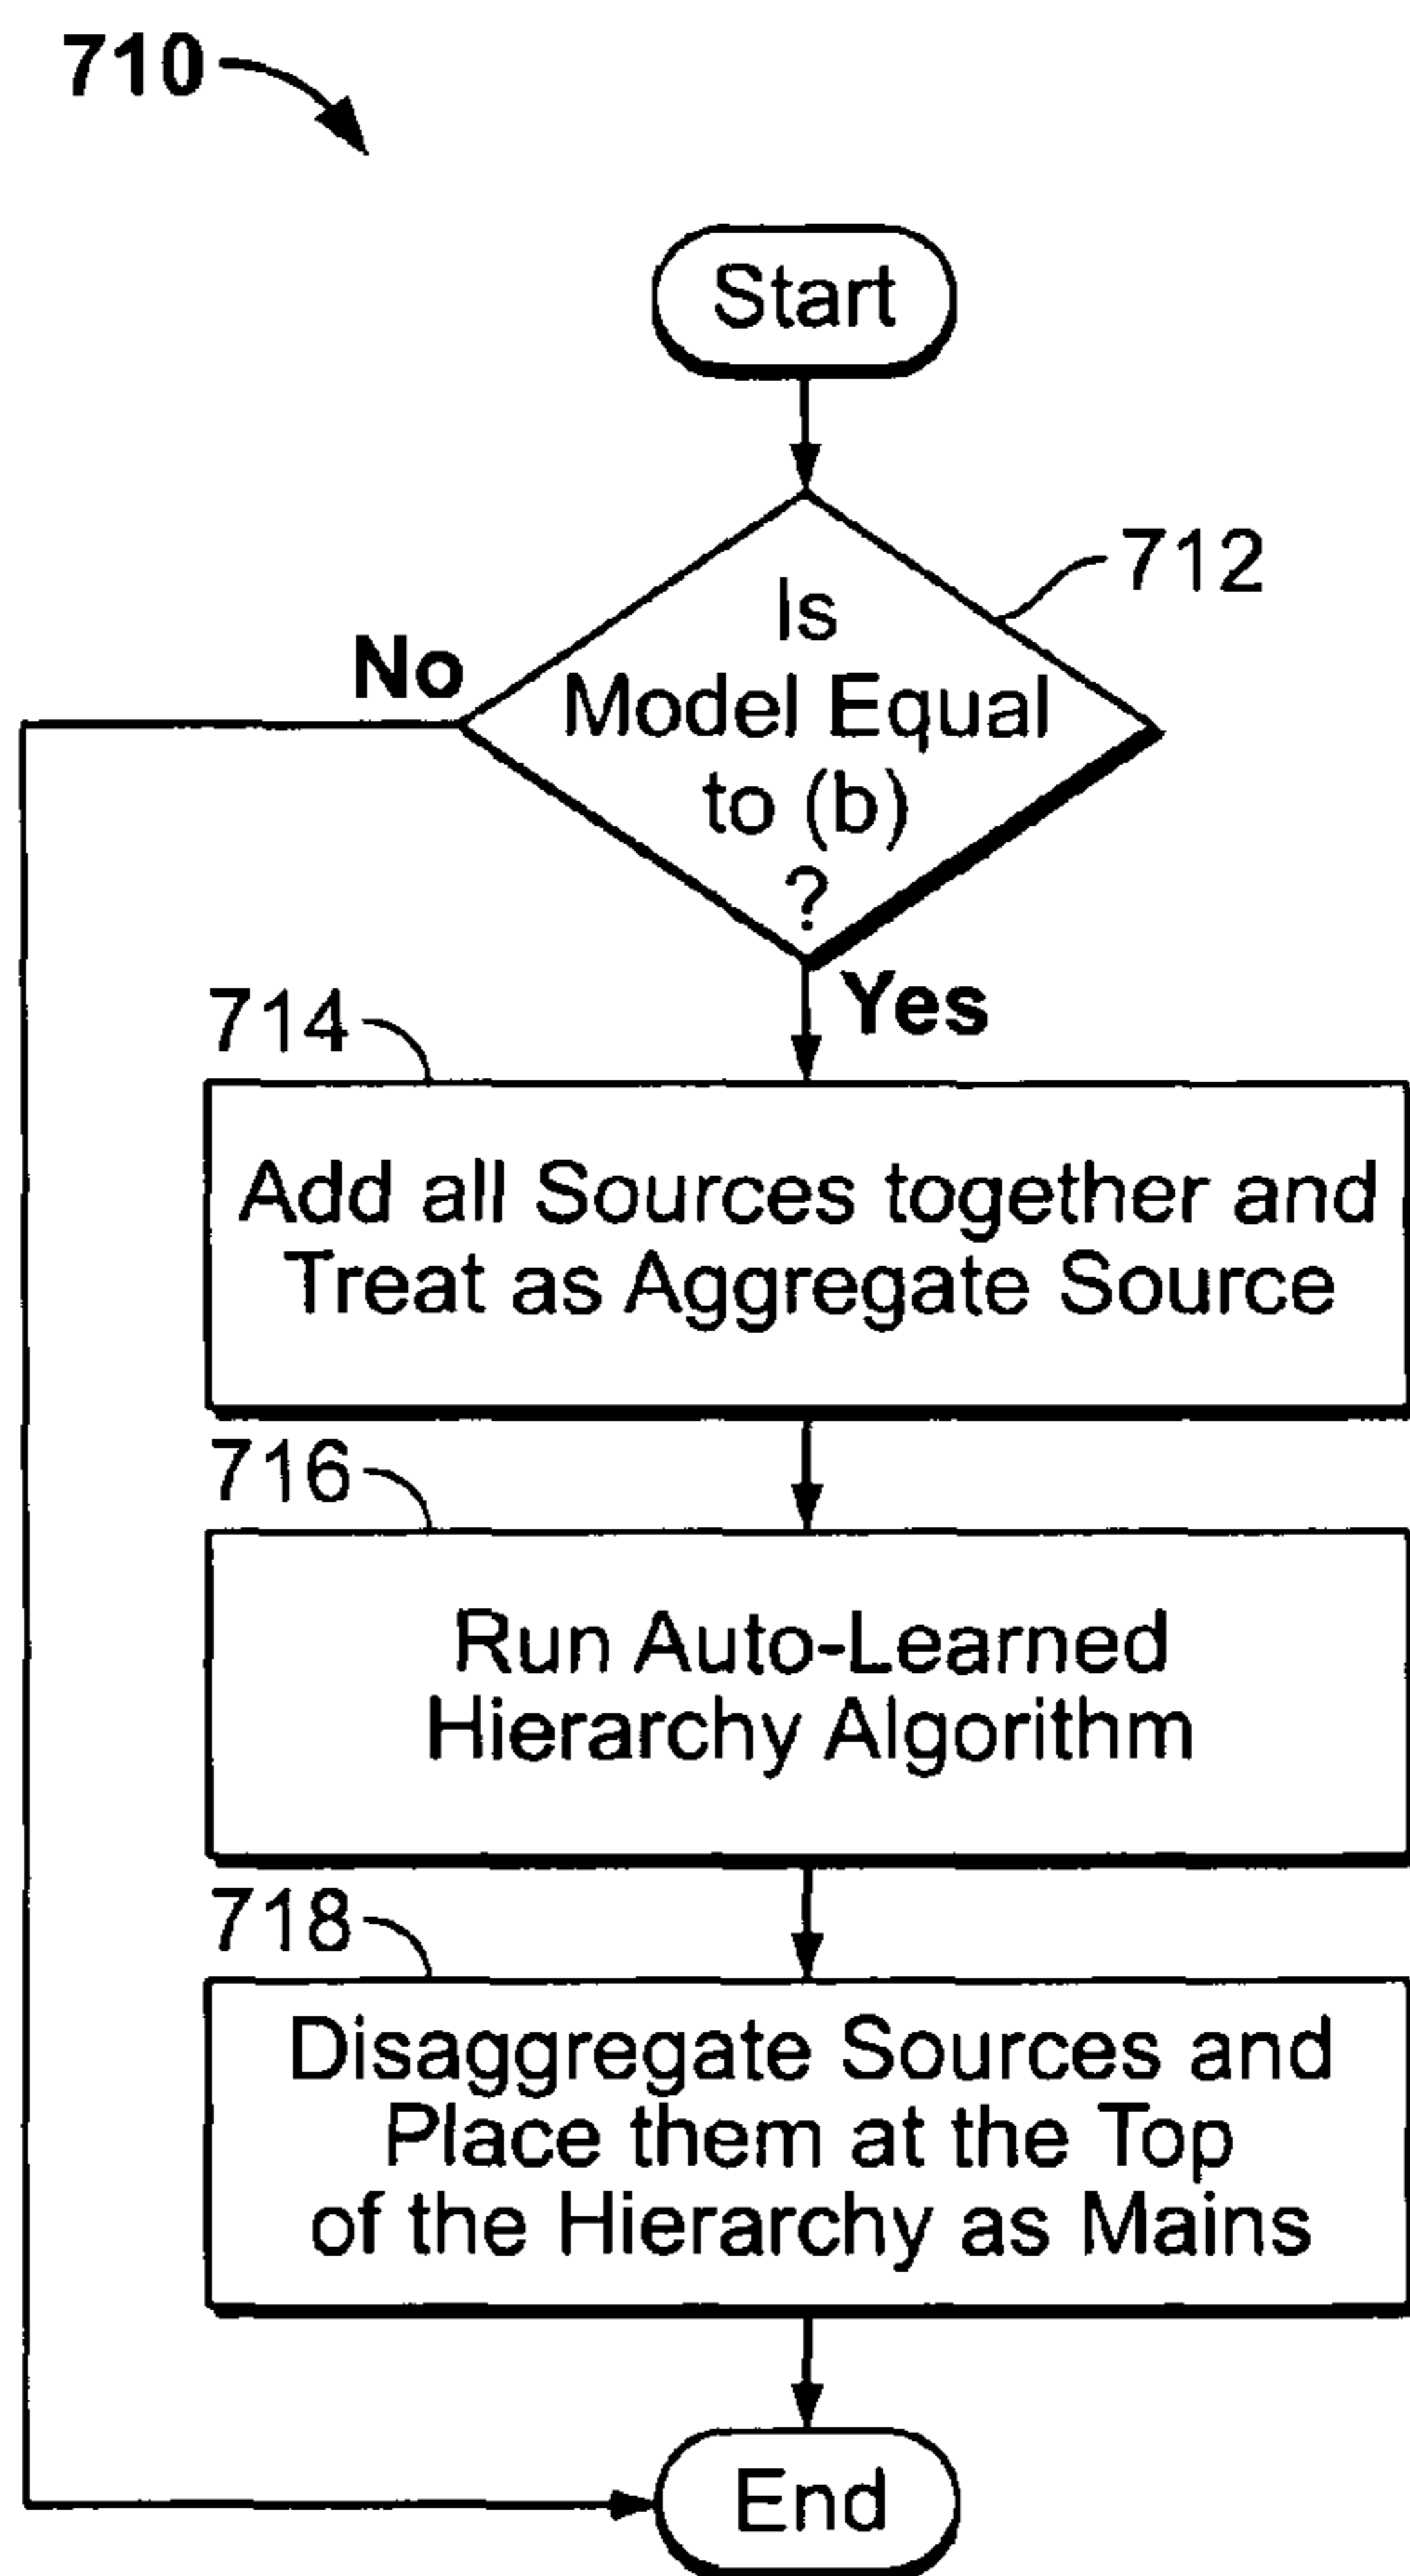 710
Start
712
Is
Model Equal
to (b)
?
No
Yes
714
Add all Sources together and
Treat as Aggregate Source
716
Run Auto-Learned
Hierarchy Algorithm
718
Disaggregate Sources and
Place them at the Top
of the Hierarchy as Mains
End